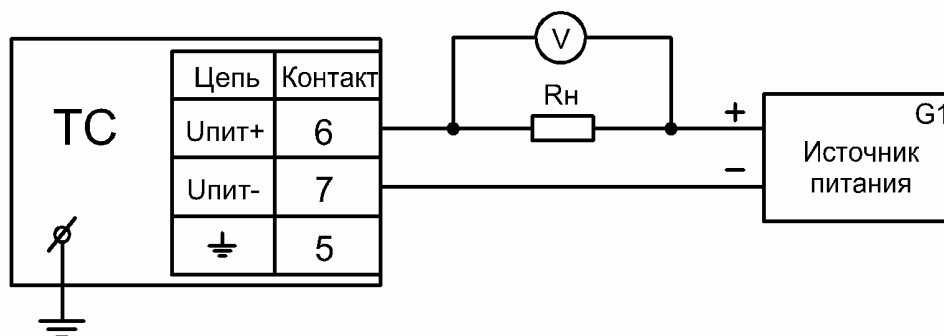 ТС
Цепь Контакт
Uпит+ 6
Uпит- 7
5
V
Rн
+
−
G1
Источник
питания